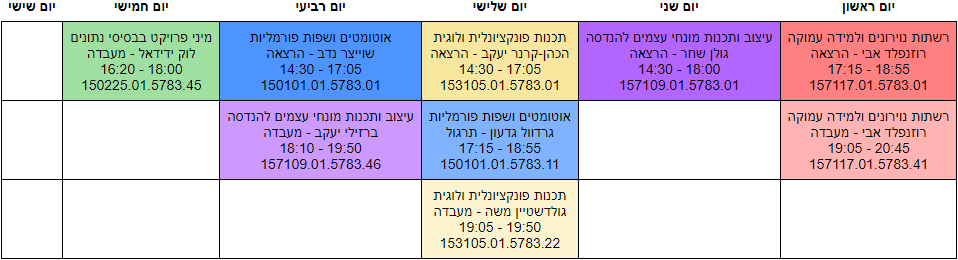 יום ראשון
יום שני
יום שלישי
יום רביעי
יום חמישי
יום שישי
רשתות נוירונים ולמידה עמוקה
רוזנפלד אבי - הרצאה
17:15 - 18:55
157117.01.5783.01
עיצוב ותכנות מונחי עצמים להנדסה
גולן שחר - הרצאה
14:30 - 18:00
157109.01.5783.01
תכנות פונקציונלית ולוגית
הכהן-קרנר יעקב - הרצאה
14:30 - 17:05
153105.01.5783.01
אוטומטים ושפות פורמליות
שוייצר נדב - הרצאה
14:30 - 17:05
150101.01.5783.01
מיני פרויקט בבסיסי נתונים
לוק ידידאל - מעבדה
16:20 - 18:00
150225.01.5783.45
רשתות נוירונים ולמידה עמוקה
רוזנפלד אבי - מעבדה
19:05 - 20:45
157117.01.5783.41
אוטומטים ושפות פורמליות
גרדוול גדעון - תרגול
17:15 - 18:55
150101.01.5783.11
עיצוב ותכנות מונחי עצמים להנדסה
ברזילי יעקב - מעבדה
18:10 - 19:50
157109.01.5783.46
תכנות פונקציונלית ולוגית
גולדשטיין משה - מעבדה
19:05 - 19:50
153105.01.5783.22